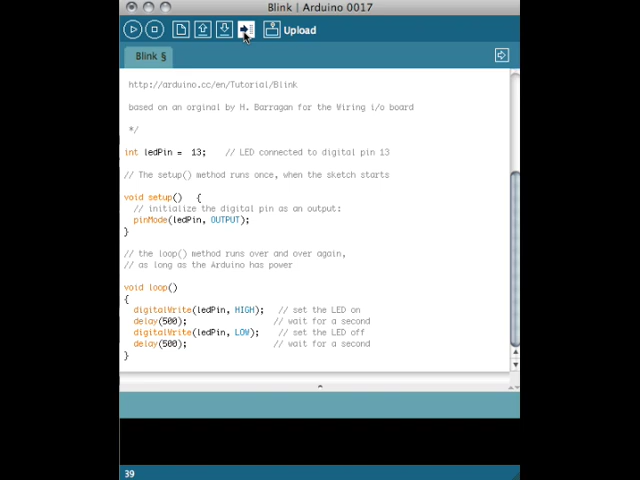 Blink | Arduino 0017
Upload
Blink §
http://arduino.cc/en/Tutorial/Blink
based on an orginal by H. Barragan for the Wiring i/o board
*/
int ledPin =  13;    // LED connected to digital pin 13
// The setup() method runs once, when the sketch starts
void setup()   {
// initialize the digital pin as an output:
pinMode(ledPin, OUTPUT);
}
// the loop() method runs over and over again,
// as long as the Arduino has power
void loop()
{
digitalWrite(ledPin, HIGH);   // set the LED on
delay(500);                  // wait for a second
digitalWrite(ledPin, LOW);    // set the LED off
delay(500);                  // wait for a second
}
39